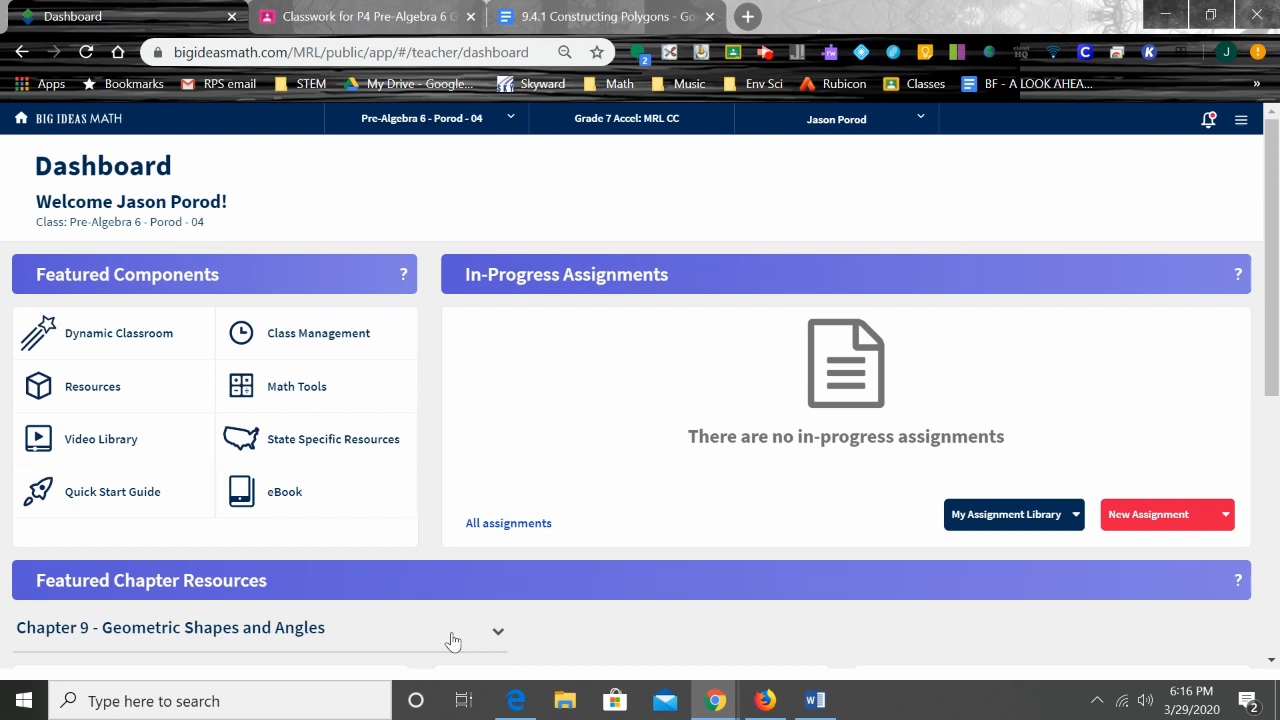 Dashboard
Classwork for P4 Pre-Algebra 6 G
9.4.1 Constructing Polygons - Go
bigideasmath.com/MRL/public/app/#/teacher/dashboard
Apps
Bookmarks
RPS email
STEM
My Drive - Google...
Skyward
Math
Music
Env Sci
Rubicon
Classes
BF - A LOOK AHEA...
BIG IDEAS MATH
Pre-Algebra 6 - Porod - 04
Grade 7 Accel: MRL CC
Jason Porod
Dashboard
Welcome Jason Porod!
Class: Pre-Algebra 6 - Porod - 04
Featured Components ?
In-Progress Assignments ?
Dynamic Classroom
Class Management
Resources
Math Tools
Video Library
State Specific Resources
Quick Start Guide
eBook
There are no in-progress assignments
All assignments
My Assignment Library
New Assignment
Featured Chapter Resources ?
Chapter 9 - Geometric Shapes and Angles
Type here to search
6:16 PM
3/29/2020
2